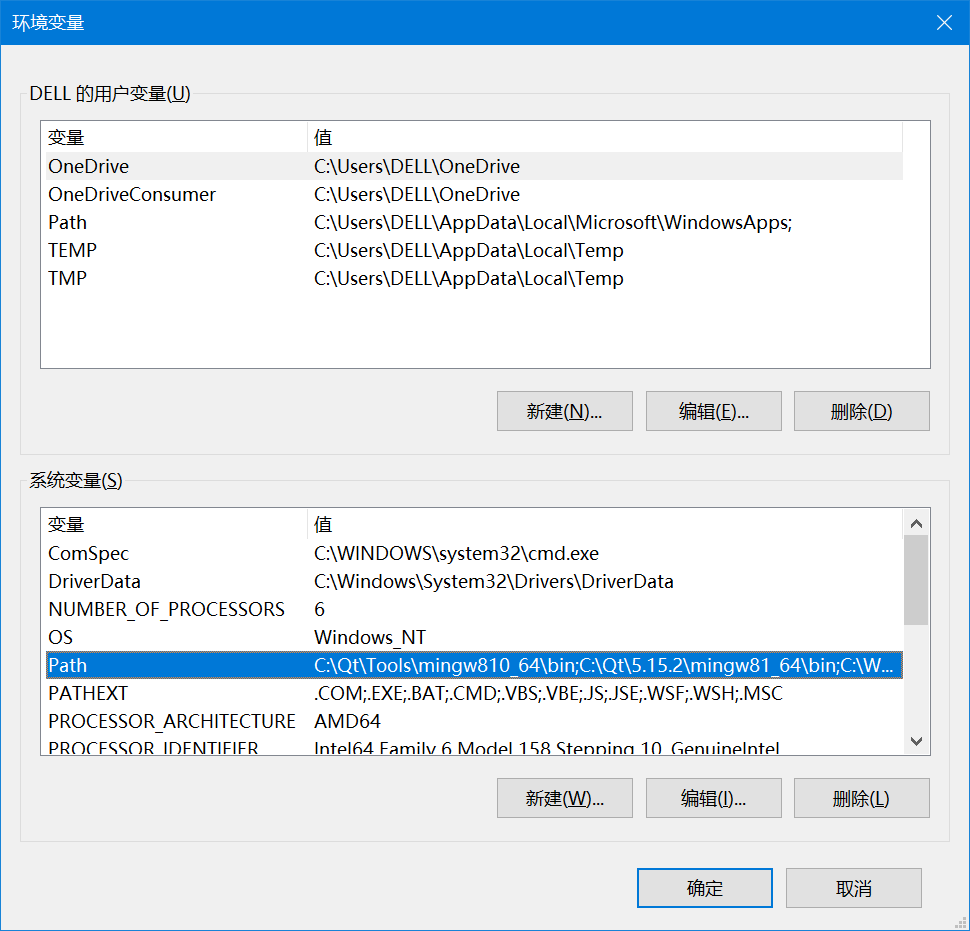 环境变量
DELL 的用户变量(U)
变量 值
OneDrive C:\Users\DELL\OneDrive
OneDriveConsumer C:\Users\DELL\OneDrive
Path C:\Users\DELL\AppData\Local\Microsoft\WindowsApps;
TEMP C:\Users\DELL\AppData\Local\Temp
TMP C:\Users\DELL\AppData\Local\Temp
新建(N)... 编辑(E)... 删除(D)
系统变量(S)
变量 值
ComSpec C:\WINDOWS\system32\cmd.exe
DriverData C:\Windows\System32\Drivers\DriverData
NUMBER_OF_PROCESSORS 6
OS Windows_NT
Path C:\Qt\Tools\mingw810_64\bin;C:\Qt\5.15.2\mingw81_64\bin;C:\W...
PATHEXT .COM;.EXE;.BAT;.CMD;.VBS;.VBE;.JS;.JSE;.WSF;.WSH;.MSC
PROCESSOR_ARCHITECTURE AMD64
PROCESSOR_IDENTIFIER Intel64 Family 6 Model 158 Stepping 10, GenuineIntel
新建(W)... 编辑(I)... 删除(L)
确定 取消